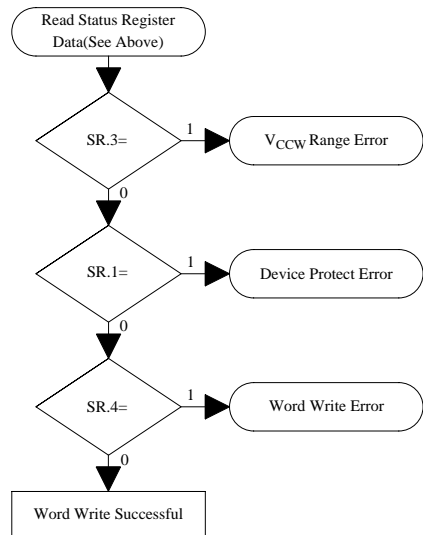 Read Status Register
Data(See Above)
SR.3=
1
VCCW Range Error
0
SR.1=
1
Device Protect Error
0
SR.4=
1
Word Write Error
0
Word Write Successful